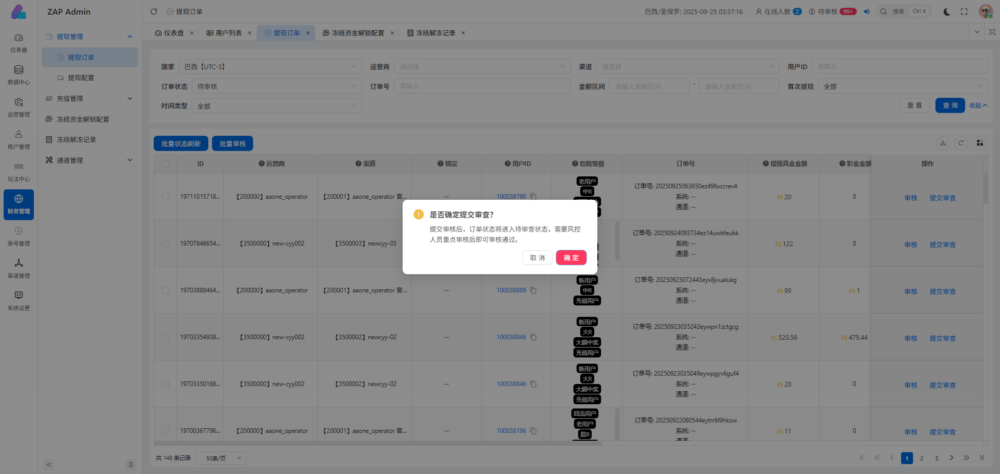 ZAP Admin
提现订单
巴西/圣保罗: 2025-09-25 03:37:16
在线人数 2
待审核 99+
搜索 Ctrl K
仪表盘
用户列表
提现订单
冻结资金解锁配置
冻结解冻记录
仪表盘
数据中心
运营管理
用户管理
玩法中心
财务管理
账号管理
渠道管理
系统设置
提现管理
提现订单
提现配置
充值管理
冻结资金解锁配置
冻结解冻记录
通道管理
国家 巴西【UTC-3】
运营商 请选择
渠道 请选择
用户ID 请输入
订单状态 待审核
订单号 请输入
金额区间 请输入金额区间 - 请输入金额区间
首次提现 全部
时间类型 全部
重 置
查 询
收起
批量状态刷新
批量审核
ID 运营商 渠道 锁定 用户ID 危险等级 订单号 提现真金金额 彩金金额 操作
19711015718... 【200000】aaone_operator 【200001】aaone_operator 官... -- 100038790
老用户
中R
订单号: 20250925063650ez496xccrev4
系统: --
通道: --
R$ 20
0
审核 提交审查
19707846654... 【3500000】new-cyy002 【3500003】newcyy-03
订单号: 20250924093734ez14uwkfeubk
系统: --
通道: --
R$ 122
0
审核 提交审查
19703888464... 【200000】aaone_operator 【200001】aaone_operator 官... -- 100038889
新用户
中R
充值用户
订单号: 20250923072443eyx8jvualukg
系统: --
通道: --
R$ 99
R$ 1
审核 提交审查
19703354938... 【3500000】new-cyy002 【3500002】newcyy-02 -- 100038846
新用户
大R
大额中奖
充值用户
订单号: 20250923035243eywpn1zctgcg
系统: --
通道: --
R$ 520.56
R$ 479.44
审核 提交审查
19703350168... 【3500000】new-cyy002 【3500002】newcyy-02 -- 100038846
新用户
大R
大额中奖
充值用户
订单号: 20250923035049eywpgyv6guf4
系统: --
通道: --
R$ 20
0
审核 提交审查
19700367796... 【200000】aaone_operator 【200001】aaone_operator 官... -- 100038196
回流用户
老用户
超R
订单号: 20250922080544eytrr6l9hkow
系统: --
通道: --
R$ 11
0
审核 提交审查
是否确定提交审查?
提交审核后，订单状态将进入待审查状态，需要风控
人员重点审核后即可审核通过。
取 消
确 定
共 148 条记录
50条/页
1 2 3